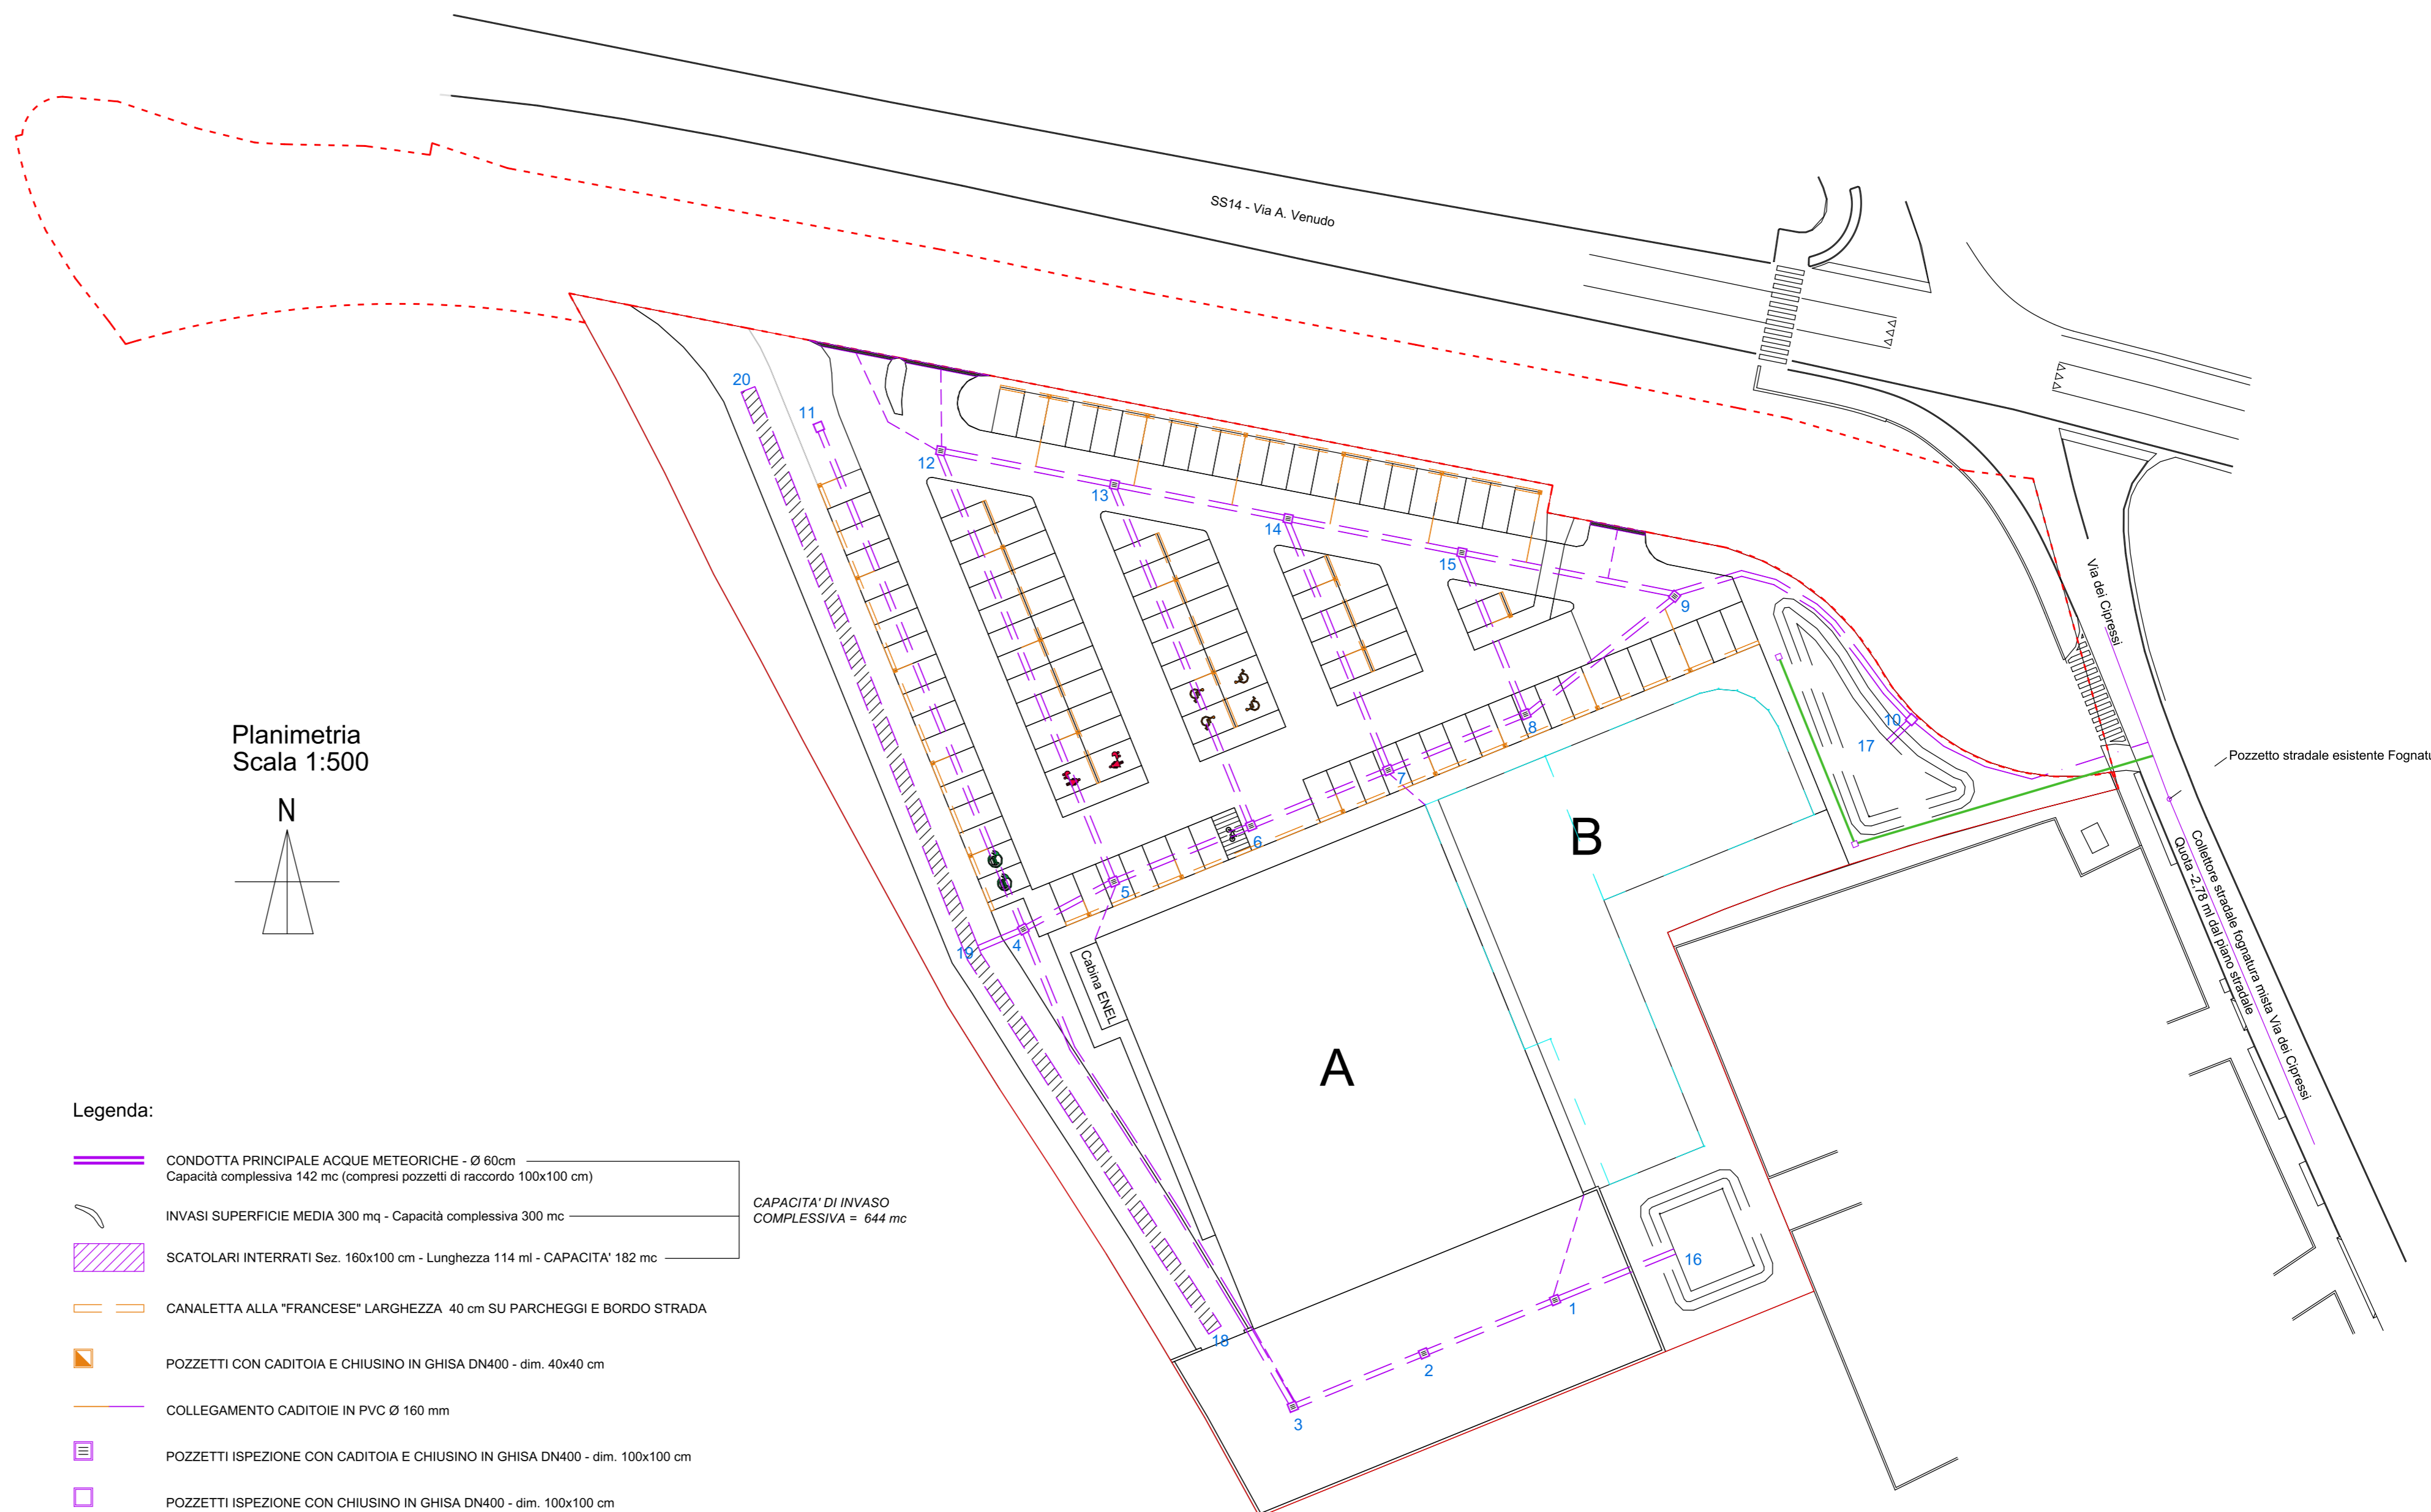 SS14 - Via A. Venudo
20
11
12
13
14
15
9
Via dei Cipressi
10
17
8
7
6
5
4
19
Pozzetto stradale esistente
Planimetria
Scala 1:500
N
B
A
Cabina ENEL
Collettore stradale fognatura mista Via dei Cipressi
Quota -2,78 ml dal piano stradale
16
1
2
3
18
Legenda:
CONDOTTA PRINCIPALE ACQUE METEORICHE - Ø 60cm
Capacità complessiva 142 mc (compresi pozzetti di raccordo 100x100 cm)
INVASI SUPERFICIE MEDIA 300 mq - Capacità complessiva 300 mc
CAPACITA' DI INVASO
COMPLESSIVA = 644 mc
SCATOLARI INTERRATI Sez. 160x100 cm - Lunghezza 114 ml - CAPACITA' 182 mc
CANALETTA ALLA "FRANCESE" LARGHEZZA 40 cm SU PARCHEGGI E BORDO STRADA
POZZETTI CON CADITOIA E CHIUSINO IN GHISA DN400 - dim. 40x40 cm
COLLEGAMENTO CADITOIE IN PVC Ø 160 mm
POZZETTI ISPEZIONE CON CADITOIA E CHIUSINO IN GHISA DN400 - dim. 100x100 cm
POZZETTI ISPEZIONE CON CHIUSINO IN GHISA DN400 - dim. 100x100 cm